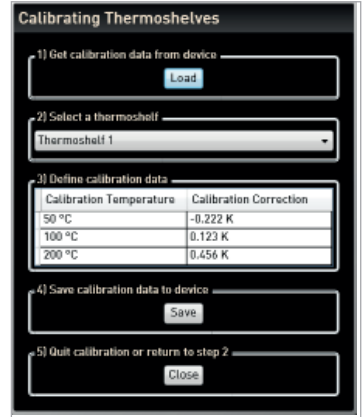 Calibrating Thermoshelves
1) Get calibration data from device
Load
2) Select a thermoshelf
Thermoshelf 1
3) Define calibration data
Calibration Temperature Calibration Correction
50 °C -0.222 K
100 °C 0.123 K
200 °C 0.456 K
4) Save calibration data to device
Save
5) Quit calibration or return to step 2
Close